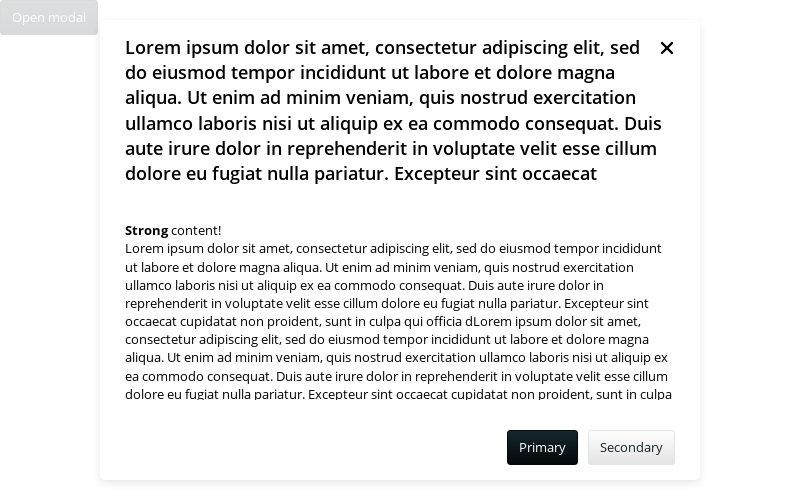 Open modal
Lorem ipsum dolor sit amet, consectetur adipiscing elit, sed
do eiusmod tempor incididunt ut labore et dolore magna
aliqua. Ut enim ad minim veniam, quis nostrud exercitation
ullamco laboris nisi ut aliquip ex ea commodo consequat. Duis
aute irure dolor in reprehenderit in voluptate velit esse cillum
dolore eu fugiat nulla pariatur. Excepteur sint occaecat
Strong content!
Lorem ipsum dolor sit amet, consectetur adipiscing elit, sed do eiusmod tempor incididunt
ut labore et dolore magna aliqua. Ut enim ad minim veniam, quis nostrud exercitation
ullamco laboris nisi ut aliquip ex ea commodo consequat. Duis aute irure dolor in
reprehenderit in voluptate velit esse cillum dolore eu fugiat nulla pariatur. Excepteur sint
occaecat cupidatat non proident, sunt in culpa qui officia dLorem ipsum dolor sit amet,
consectetur adipiscing elit, sed do eiusmod tempor incididunt ut labore et dolore magna
aliqua. Ut enim ad minim veniam, quis nostrud exercitation ullamco laboris nisi ut aliquip ex
ea commodo consequat. Duis aute irure dolor in reprehenderit in voluptate velit esse cillum
dolore eu fugiat nulla pariatur. Excepteur sint occaecat cupidatat non proident, sunt in culpa
Primary
Secondary